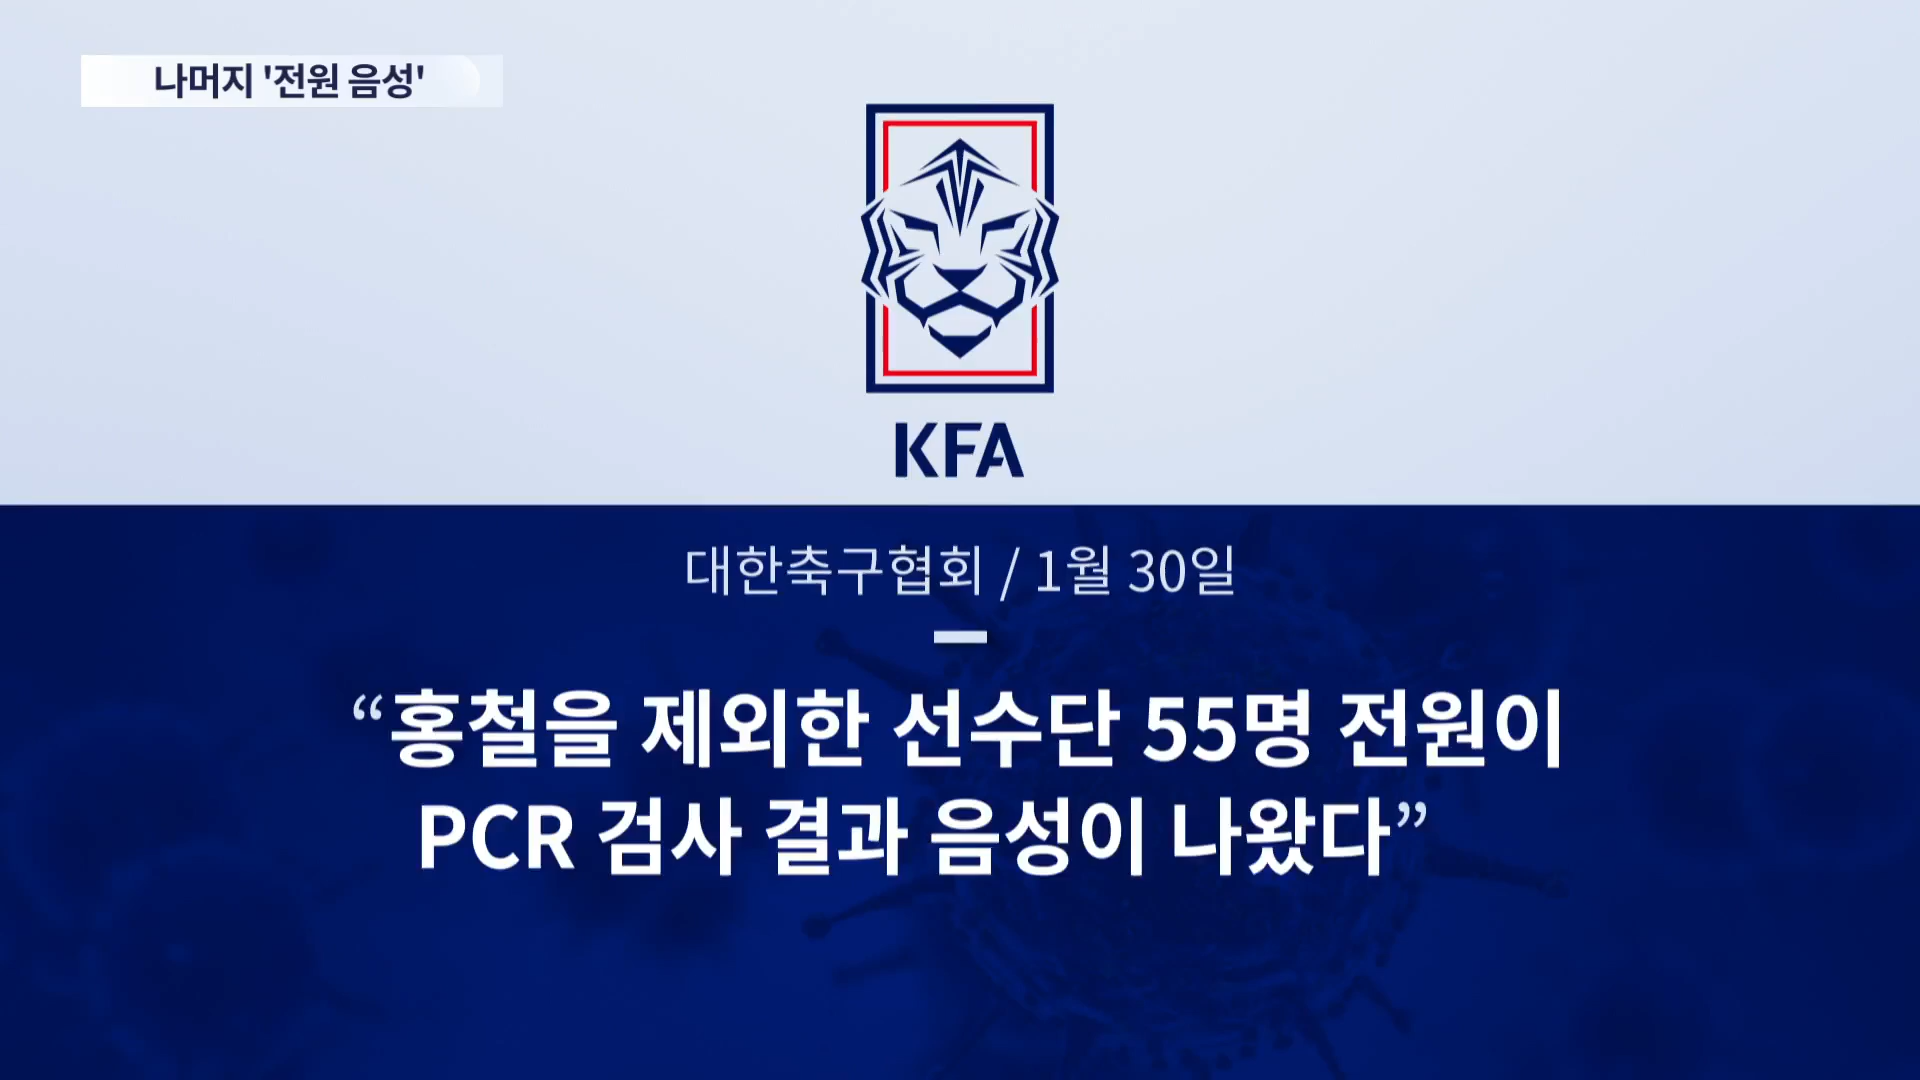 나머지 '전원 음성'
KFA
대한축구협회 / 1월 30일
“홍철을 제외한 선수단 55명 전원이
PCR 검사 결과 음성이 나왔다”